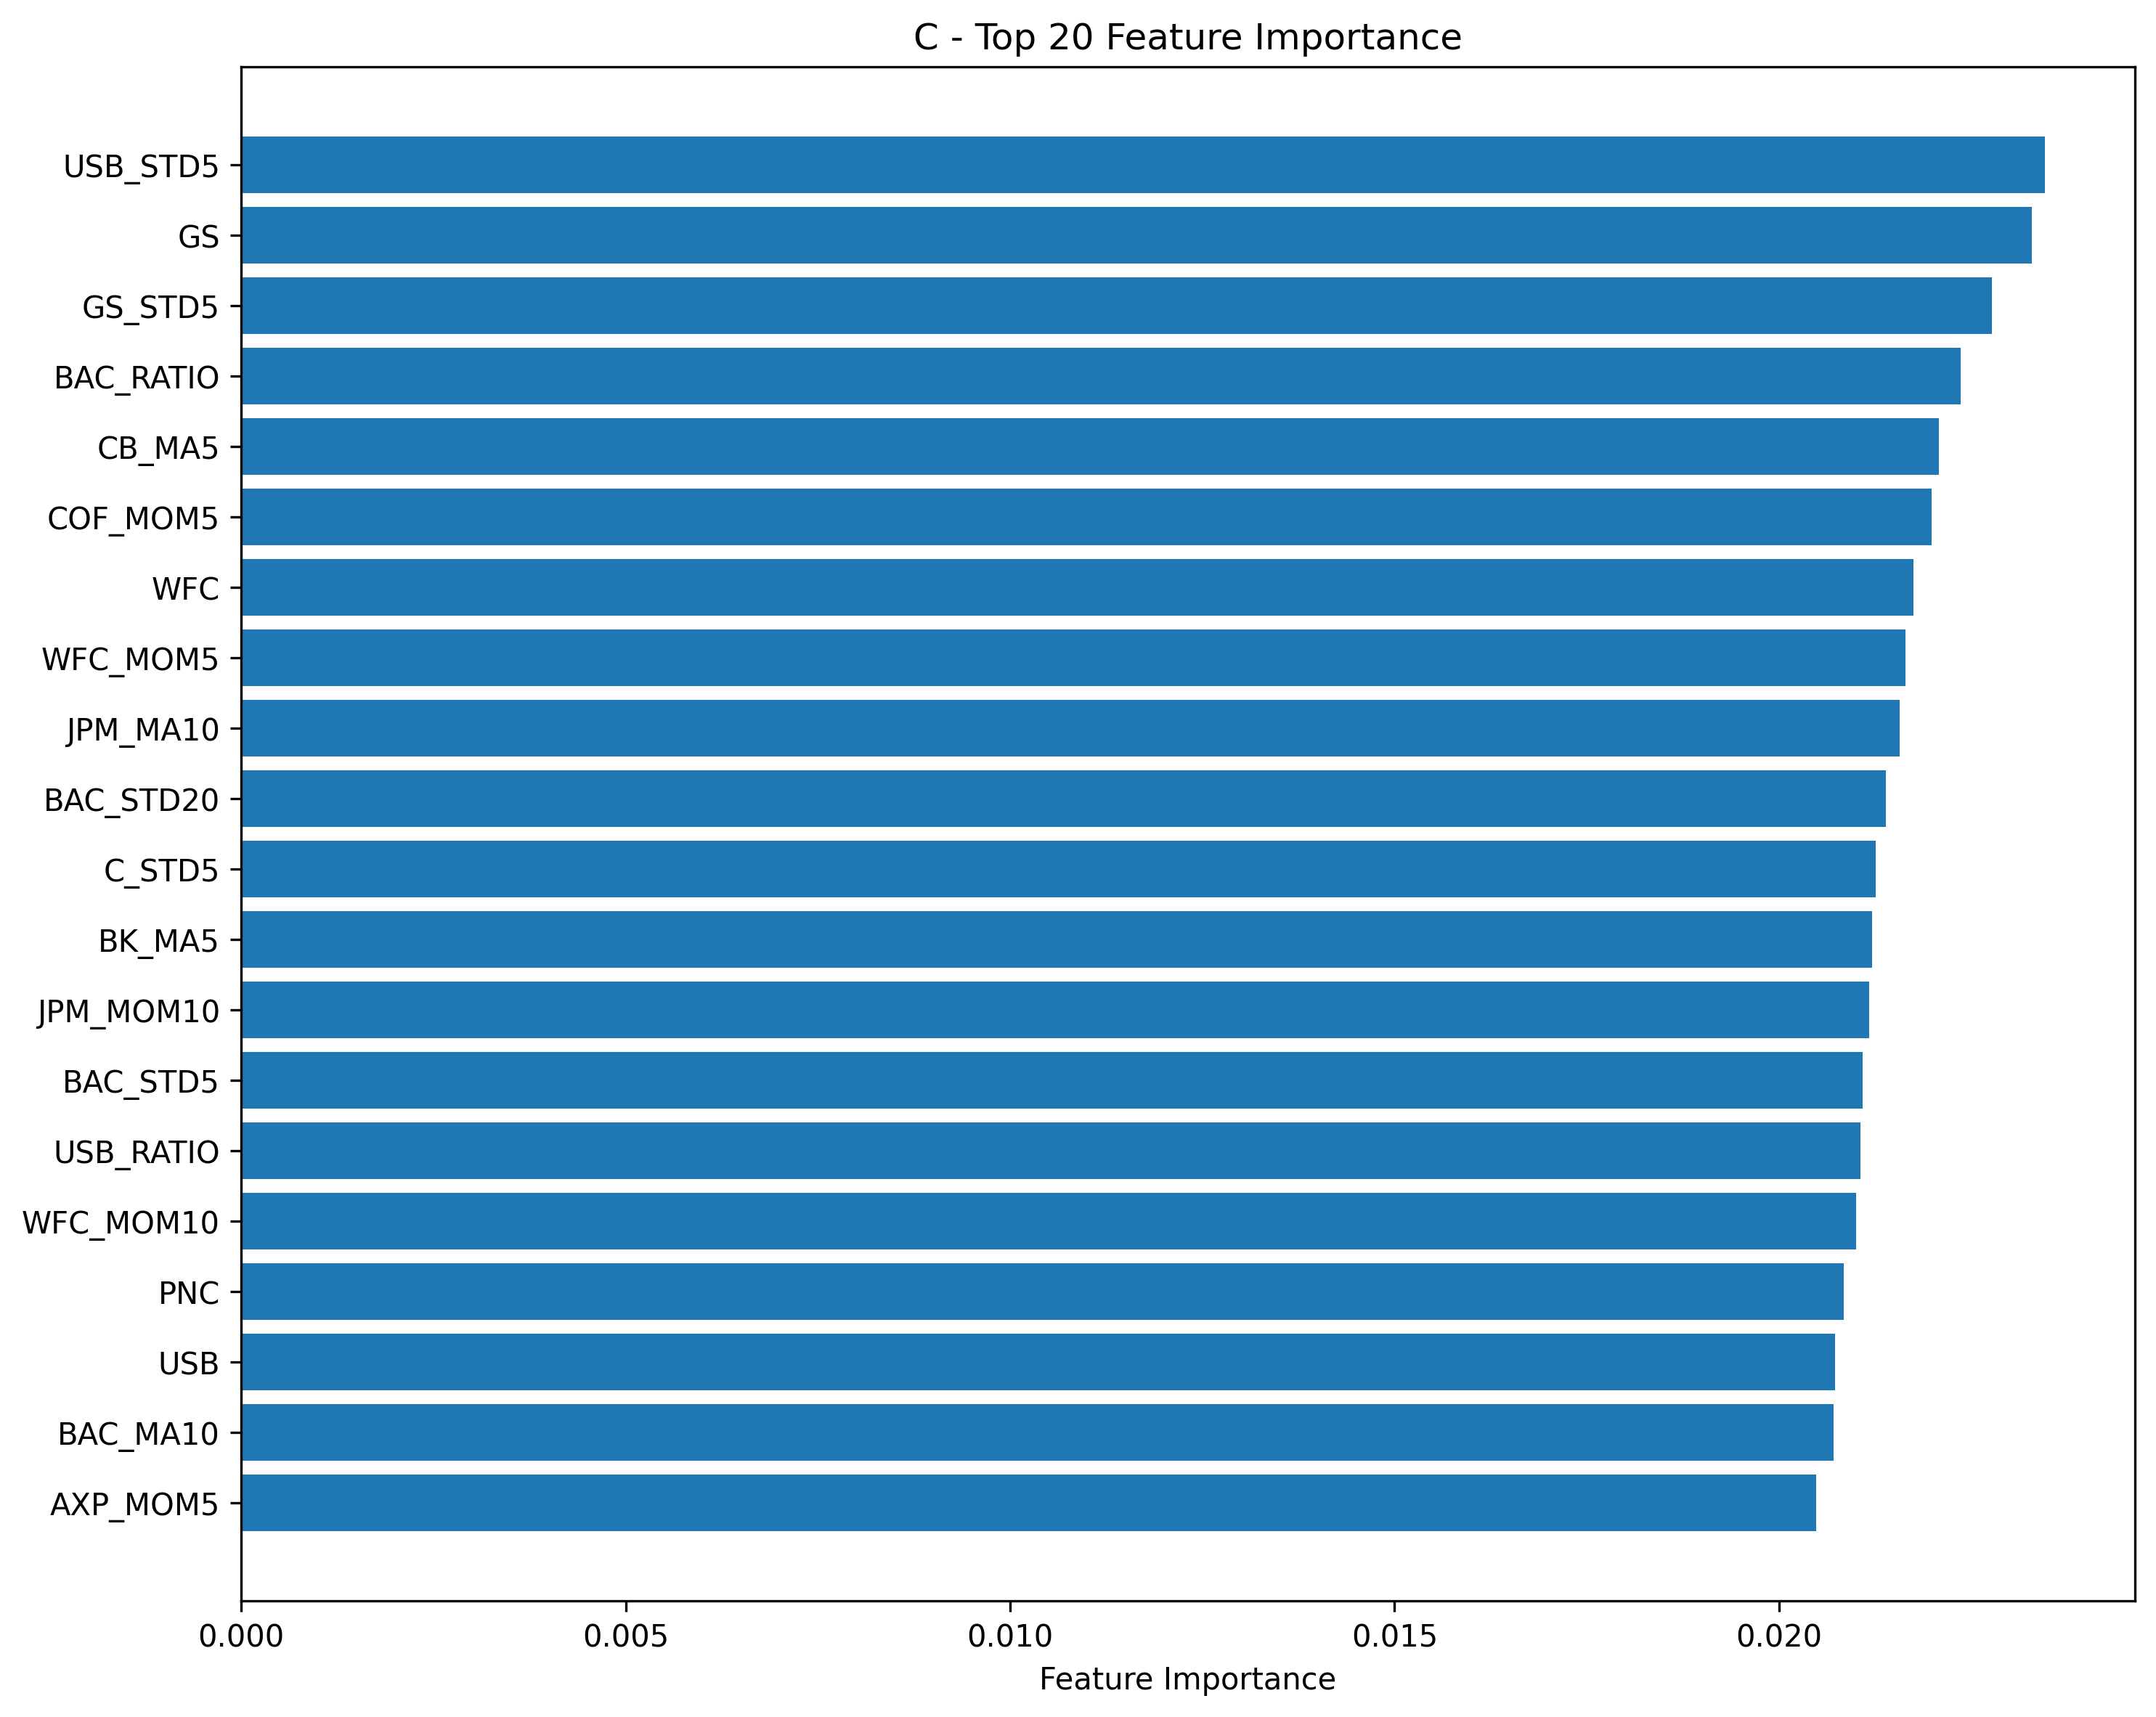 C - Top 20 Feature Importance
USB_STD5
GS
GS_STD5
BAC_RATIO
CB_MA5
COF_MOM5
WFC
WFC_MOM5
JPM_MA10
BAC_STD20
C_STD5
BK_MA5
JPM_MOM10
BAC_STD5
USB_RATIO
WFC_MOM10
PNC
USB
BAC_MA10
AXP_MOM5
0.000 0.005 0.010 0.015 0.020
Feature Importance